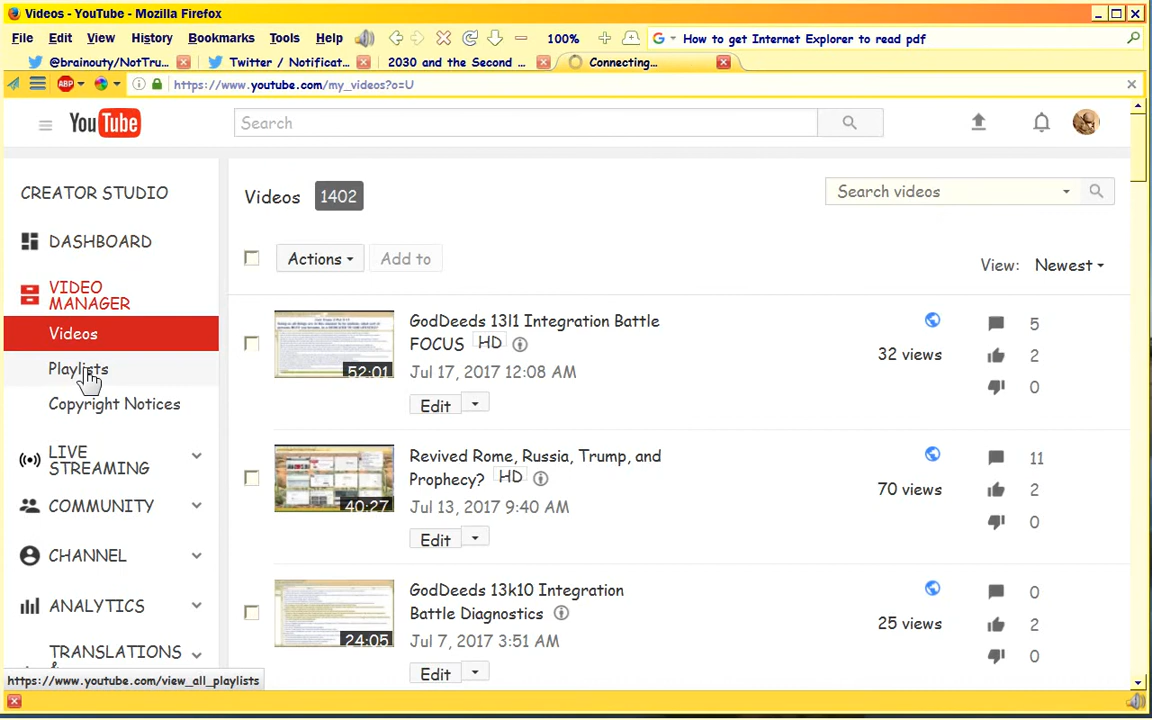 Videos - YouTube - Mozilla Firefox
File Edit View History Bookmarks Tools Help 100% How to get Internet Explorer to read pdf
@brainouty/NotTru... Twitter / Notificat... 2030 and the Second ... Connecting...
ABP https://www.youtube.com/my_videos?o=U
YouTube Search
CREATOR STUDIO
DASHBOARD
VIDEO
MANAGER
Videos
Playlists
Copyright Notices
LIVE
STREAMING
COMMUNITY
CHANNEL
ANALYTICS
TRANSLATIONS
&
https://www.youtube.com/view_all_playlists
Videos 1402 Search videos
Actions Add to
View: Newest
GodDeeds 13l1 Integration Battle
FOCUS HD
Jul 17, 2017 12:08 AM
Edit
52:01
32 views
5
2
0
Revived Rome, Russia, Trump, and
Prophecy? HD
Jul 13, 2017 9:40 AM
Edit
40:27
70 views
11
2
0
GodDeeds 13k10 Integration
Battle Diagnostics
Jul 7, 2017 3:51 AM
Edit
24:05
25 views
0
2
0